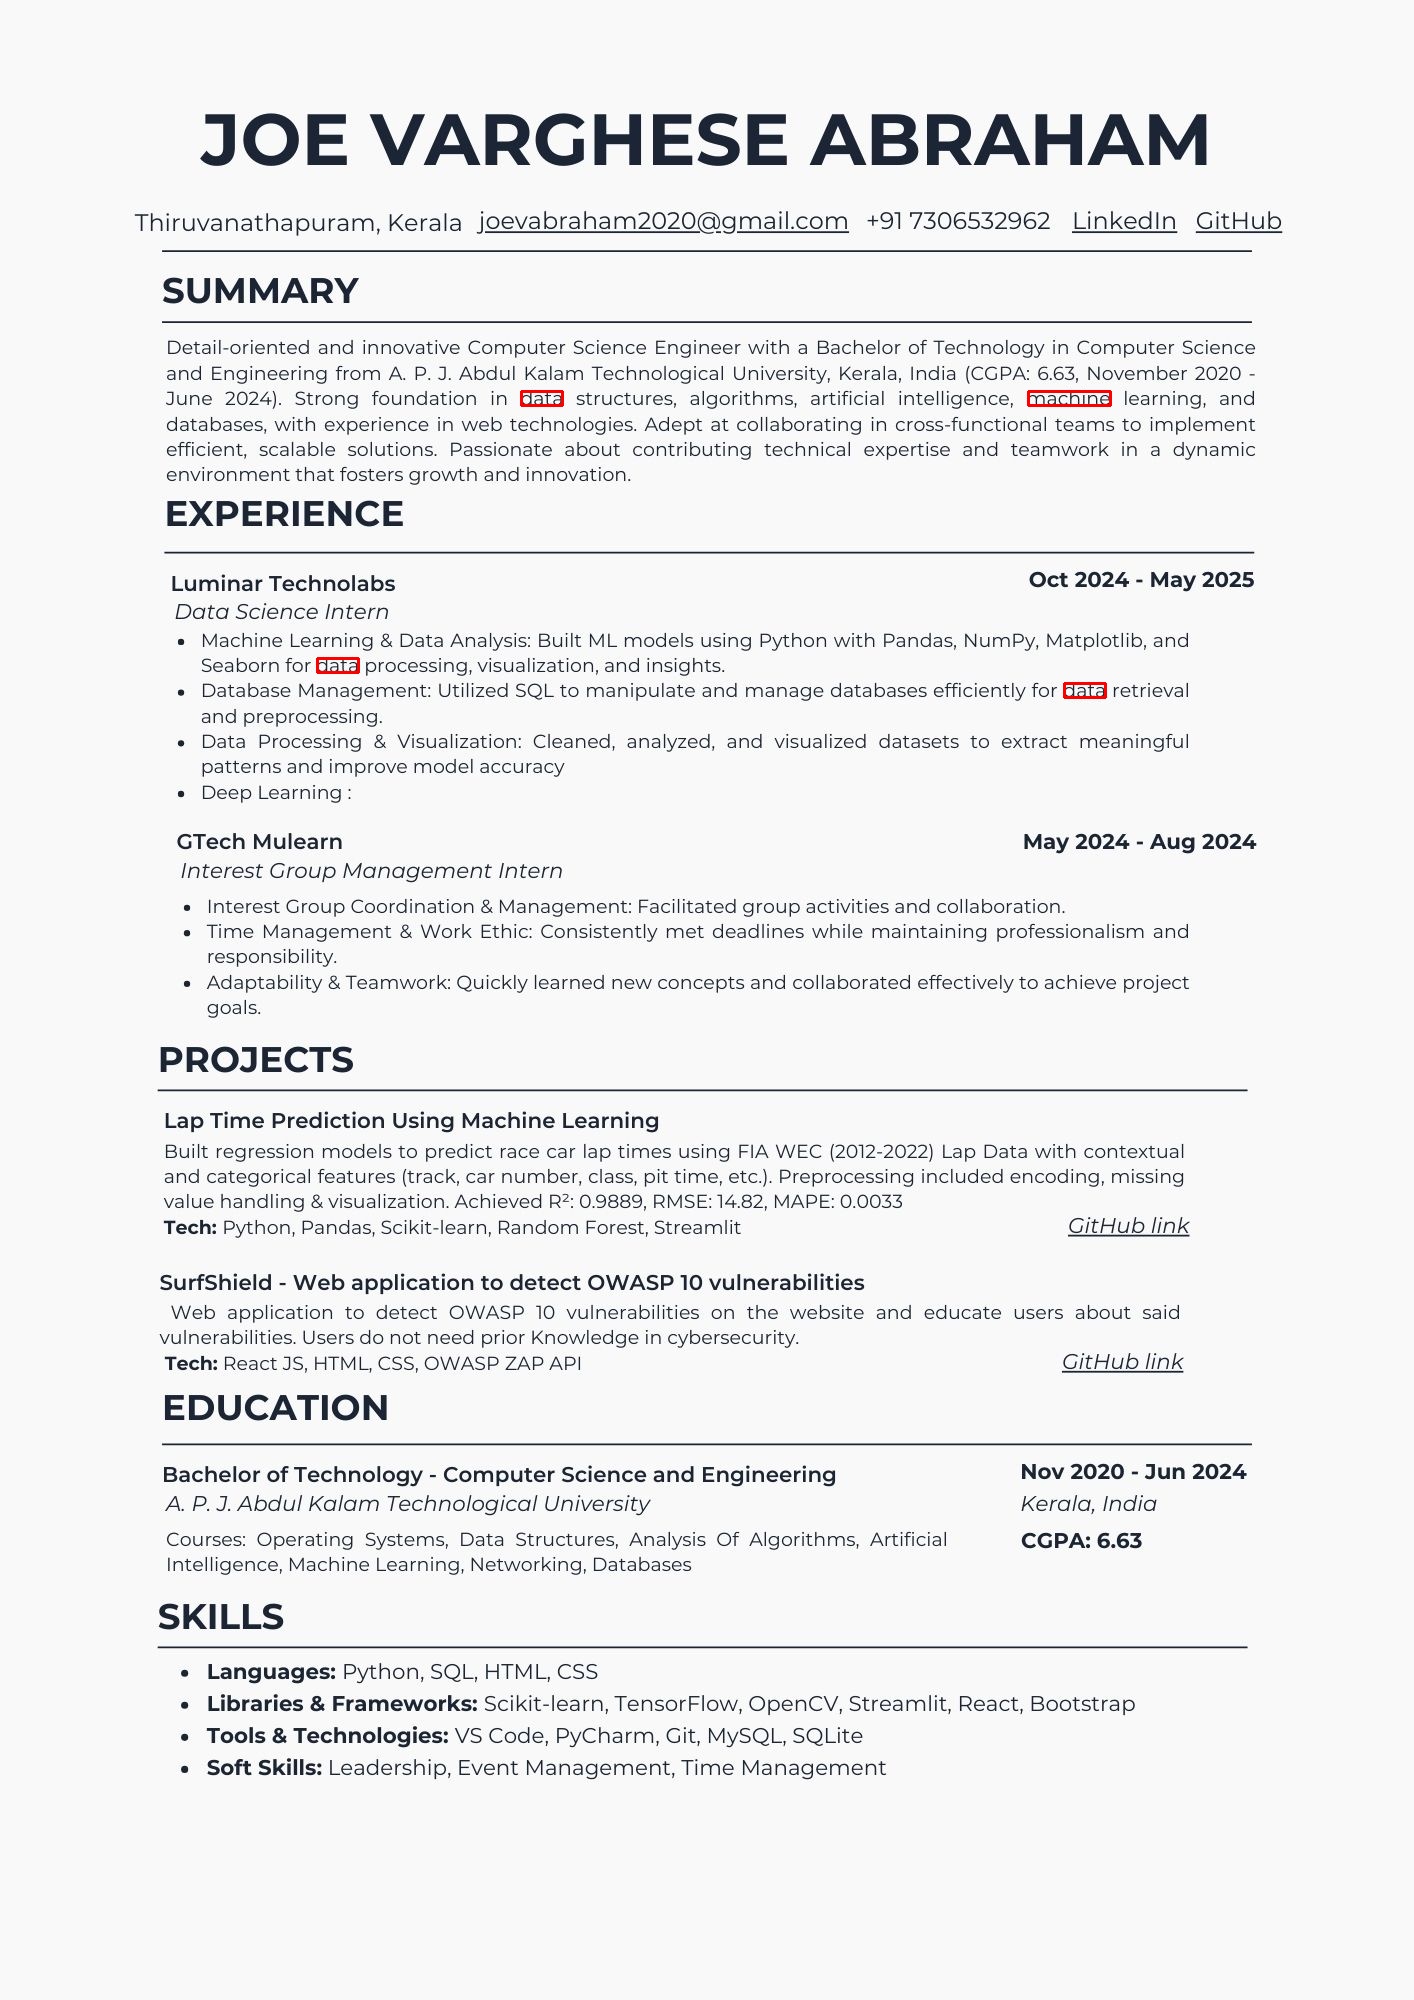 JOE VARGHESE ABRAHAM
Thiruvanathapuram, Kerala joevabraham2020@gmail.com +91 7306532962 LinkedIn GitHub
SUMMARY
Detail-oriented and innovative Computer Science Engineer with a Bachelor of Technology in Computer Science
and Engineering from A. P. J. Abdul Kalam Technological University, Kerala, India (CGPA: 6.63, November 2020 -
June 2024). Strong foundation in data structures, algorithms, artificial intelligence, machine learning, and
databases, with experience in web technologies. Adept at collaborating in cross-functional teams to implement
efficient, scalable solutions. Passionate about contributing technical expertise and teamwork in a dynamic
environment that fosters growth and innovation.
EXPERIENCE
Luminar Technolabs Oct 2024 - May 2025
Data Science Intern
• Machine Learning & Data Analysis: Built ML models using Python with Pandas, NumPy, Matplotlib, and
Seaborn for data processing, visualization, and insights.
• Database Management: Utilized SQL to manipulate and manage databases efficiently for data retrieval
and preprocessing.
• Data Processing & Visualization: Cleaned, analyzed, and visualized datasets to extract meaningful
patterns and improve model accuracy
• Deep Learning :
GTech Mulearn May 2024 - Aug 2024
Interest Group Management Intern
• Interest Group Coordination & Management: Facilitated group activities and collaboration.
• Time Management & Work Ethic: Consistently met deadlines while maintaining professionalism and
responsibility.
• Adaptability & Teamwork: Quickly learned new concepts and collaborated effectively to achieve project
goals.
PROJECTS
Lap Time Prediction Using Machine Learning
Built regression models to predict race car lap times using FIA WEC (2012-2022) Lap Data with contextual
and categorical features (track, car number, class, pit time, etc.). Preprocessing included encoding, missing
value handling & visualization. Achieved R²: 0.9889, RMSE: 14.82, MAPE: 0.0033
Tech: Python, Pandas, Scikit-learn, Random Forest, Streamlit GitHub link
SurfShield - Web application to detect OWASP 10 vulnerabilities
Web application to detect OWASP 10 vulnerabilities on the website and educate users about said
vulnerabilities. Users do not need prior Knowledge in cybersecurity.
Tech: React JS, HTML, CSS, OWASP ZAP API GitHub link
EDUCATION
Bachelor of Technology - Computer Science and Engineering Nov 2020 - Jun 2024
A. P. J. Abdul Kalam Technological University Kerala, India
Courses: Operating Systems, Data Structures, Analysis Of Algorithms, Artificial CGPA: 6.63
Intelligence, Machine Learning, Networking, Databases
SKILLS
• Languages: Python, SQL, HTML, CSS
• Libraries & Frameworks: Scikit-learn, TensorFlow, OpenCV, Streamlit, React, Bootstrap
• Tools & Technologies: VS Code, PyCharm, Git, MySQL, SQLite
• Soft Skills: Leadership, Event Management, Time Management